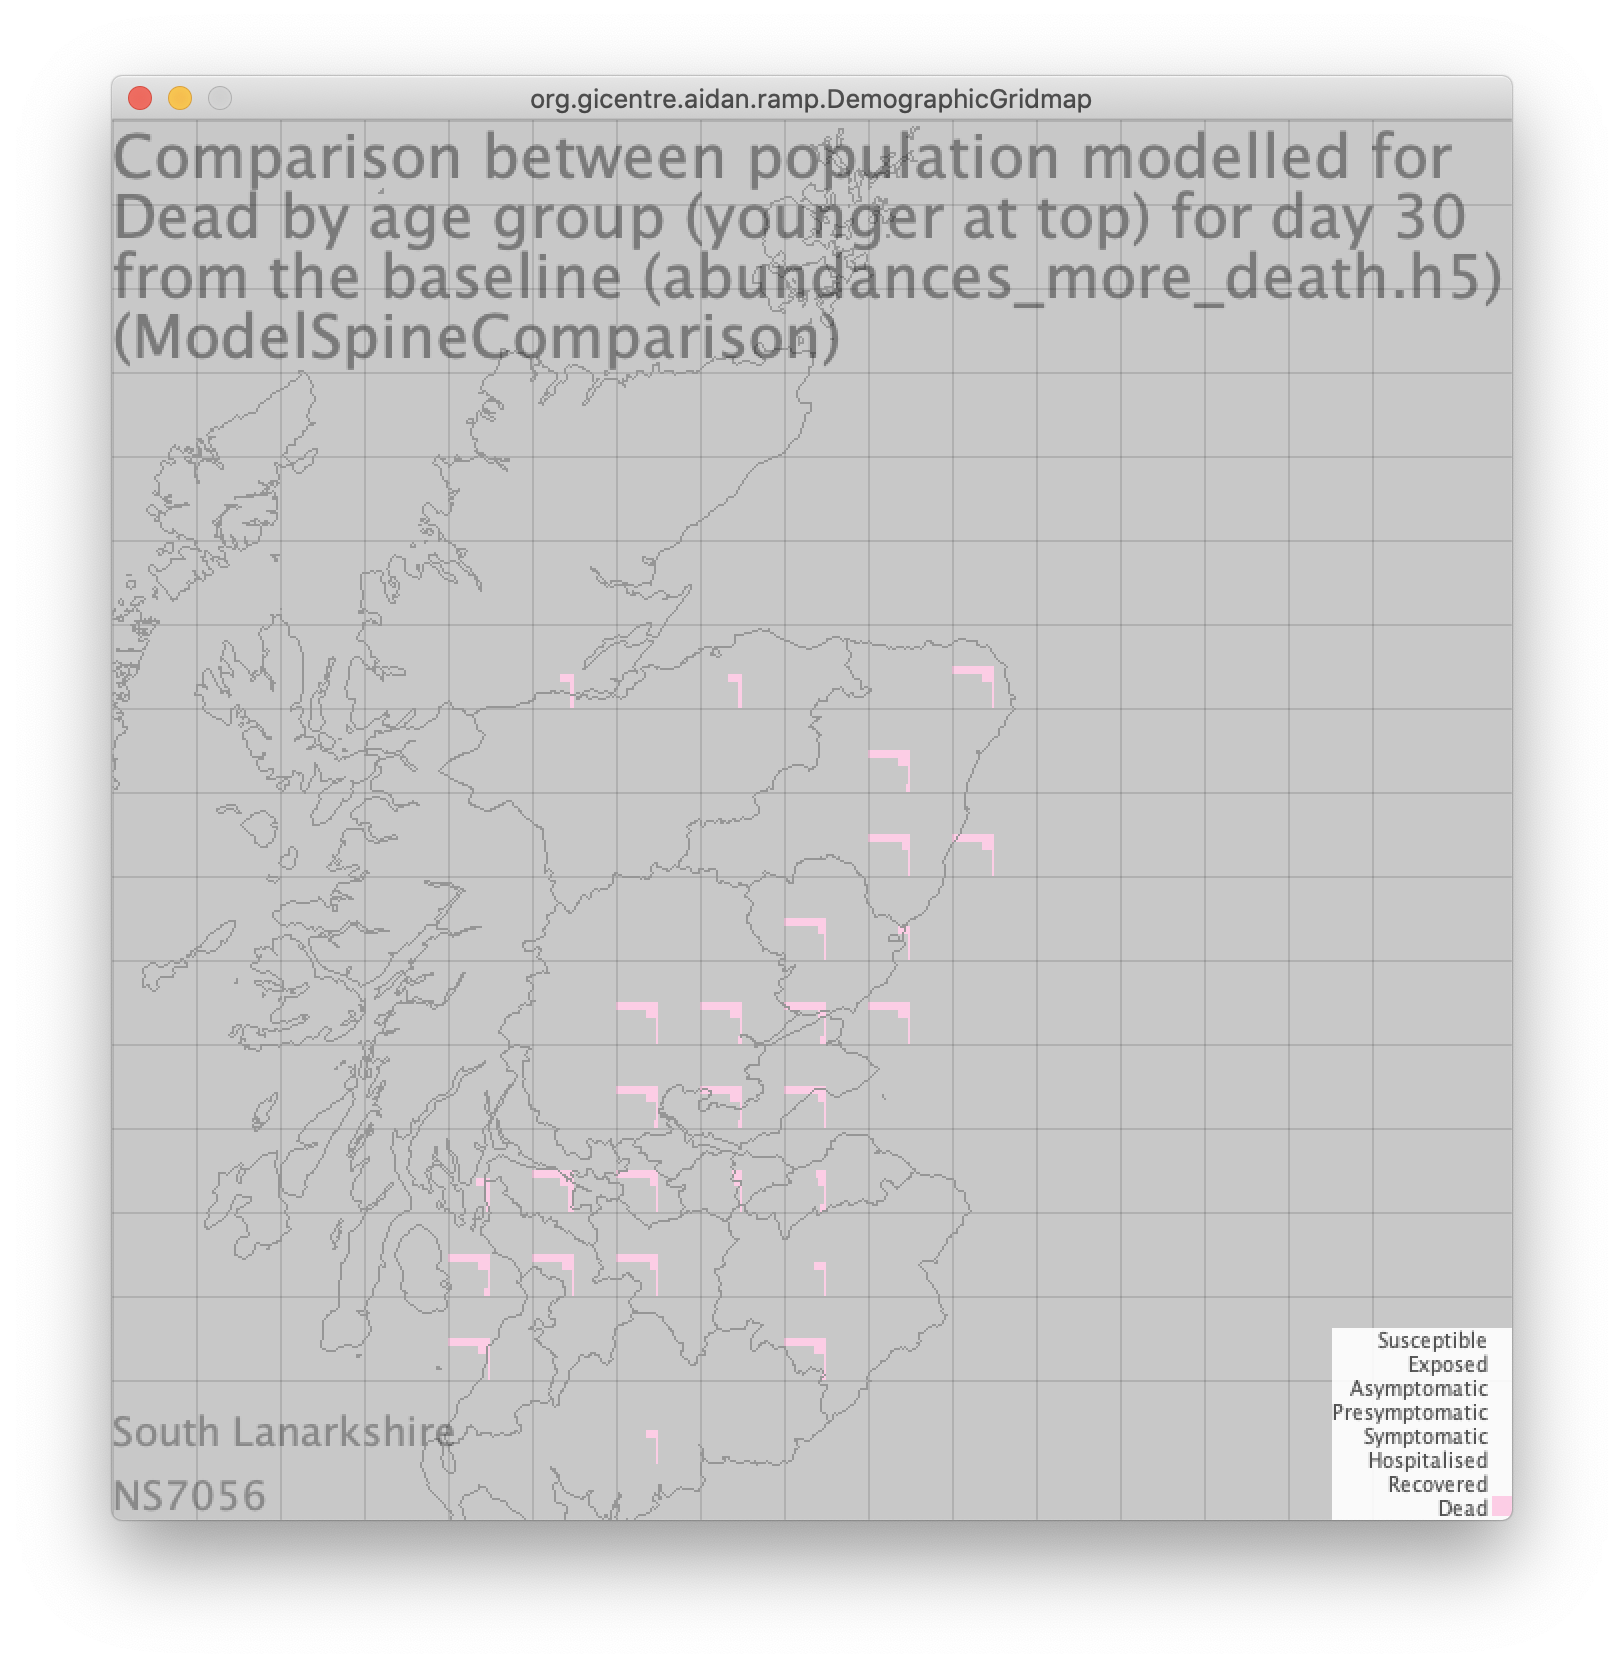 org.gicentre.aidan.ramp.DemographicGridmap
Comparison between population modelled for
Dead by age group (younger at top) for day 30
from the baseline (abundances_more_death.h5)
(ModelSpineComparison)
South Lanarkshire
NS7056
Susceptible
Exposed
Asymptomatic
Presymptomatic
Symptomatic
Hospitalised
Recovered
Dead